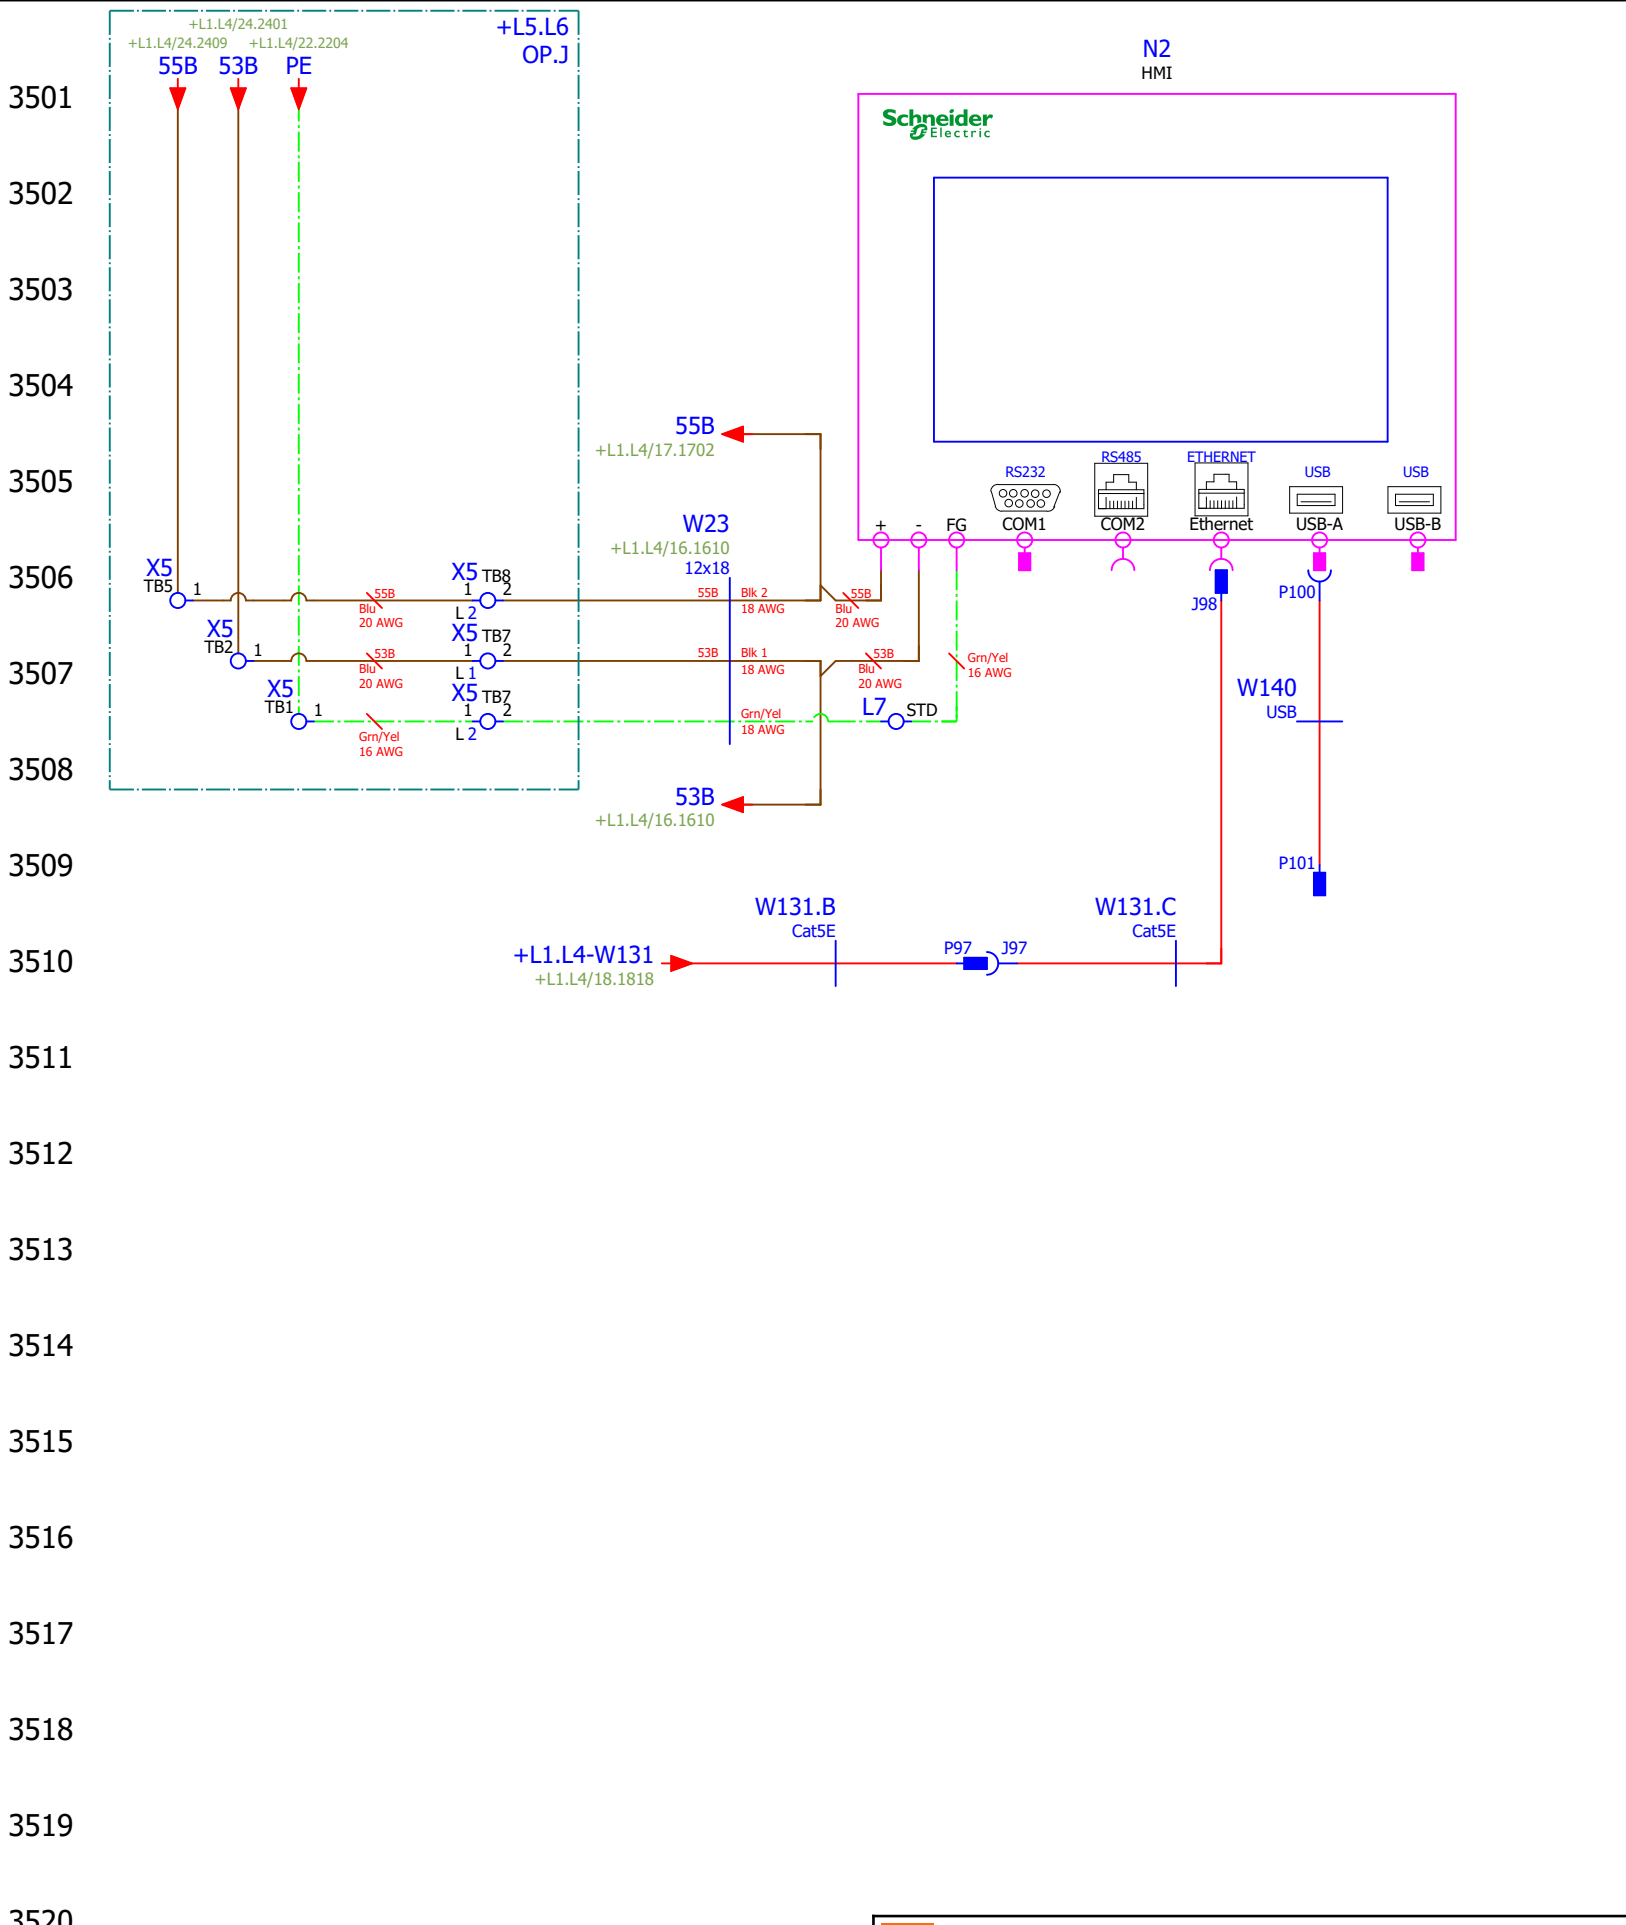 +L1.L4/24.2401
+L1.L4/24.2409 +L1.L4/22.2204
55B 53B PE
+L5.L6
OP.J
N2
HMI
3501
Schneider
Electric
3502
3503
3504
55B
+L1.L4/17.1702
3505
RS232 RS485 ETHERNET USB USB
+ - FG COM1 COM2 Ethernet USB-A USB-B
W23
+L1.L4/16.1610
12x18
3506
X5
TB5 1
55B
Blu
20 AWG
X5 TB8
1 2
L 2
55B Blk 2
18 AWG
55B
Blu
20 AWG
J98
P100
X5
TB2 1
53B
Blu
20 AWG
X5 TB7
1 2
L 1
53B Blk 1
18 AWG
53B
Blu
20 AWG
Grn/Yel
16 AWG
3507
X5
TB1 1
Grn/Yel
16 AWG
X5 TB7
1 2
L 2
Grn/Yel
18 AWG
L7 STD
W140
USB
3508
53B
+L1.L4/16.1610
3509
P101
W131.B
Cat5E
W131.C
Cat5E
3510
+L1.L4-W131
+L1.L4/18.1818
P97 J97
3511
3512
3513
3514
3515
3516
3517
3518
3519
3520